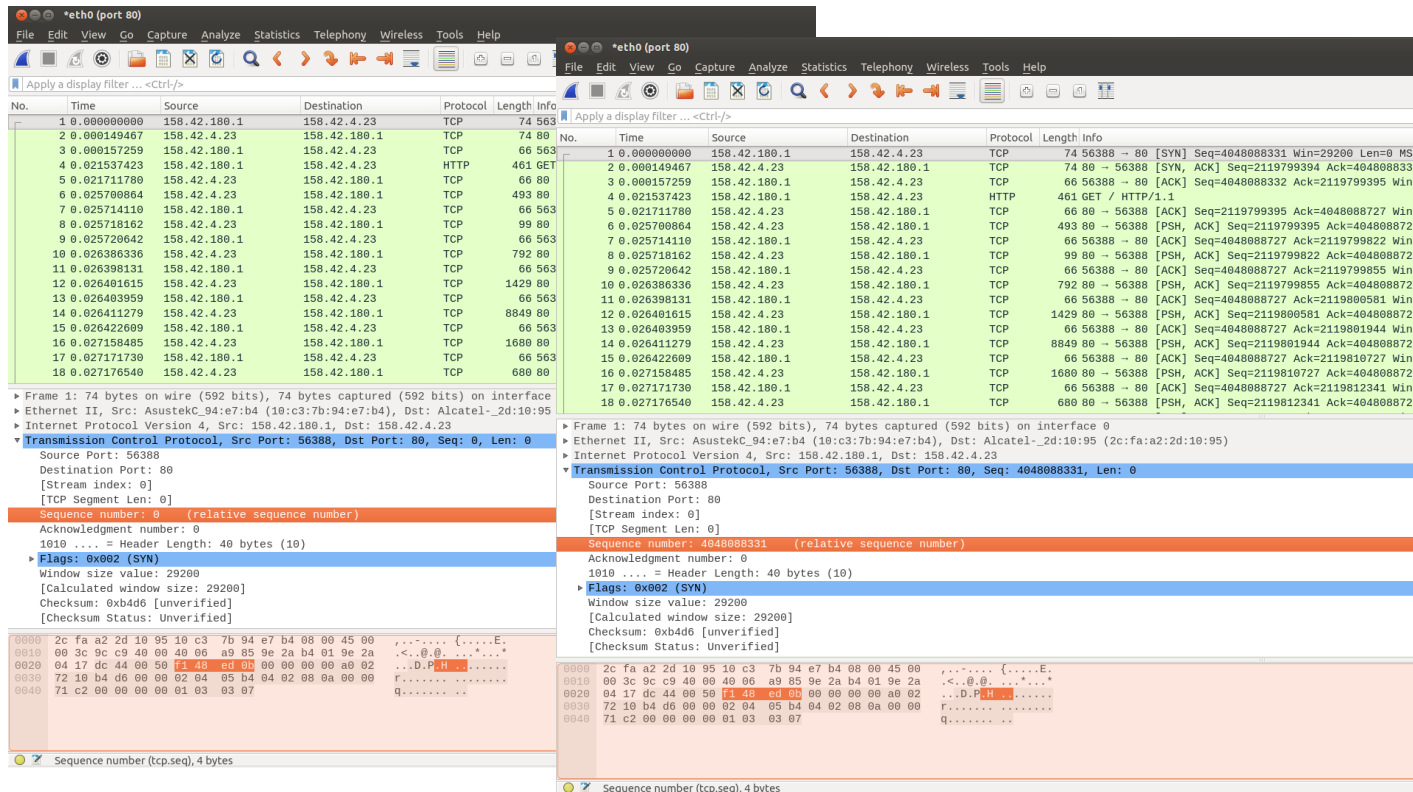 *eth0 (port 80)
File Edit View Go Capture Analyze Statistics Telephony Wireless Tools Help
Apply a display filter … <Ctrl-/>
No. Time Source Destination Protocol Length Info
1 0.000000000 158.42.180.1 158.42.4.23 TCP 74 563
2 0.000149467 158.42.4.23 158.42.180.1 TCP 74 80
3 0.000157259 158.42.180.1 158.42.4.23 TCP 66 563
4 0.021537423 158.42.180.1 158.42.4.23 HTTP 461 GET
5 0.021711780 158.42.4.23 158.42.180.1 TCP 66 80
6 0.025700864 158.42.4.23 158.42.180.1 TCP 493 80
7 0.025714110 158.42.180.1 158.42.4.23 TCP 66 563
8 0.025718162 158.42.4.23 158.42.180.1 TCP 99 80
9 0.025720642 158.42.180.1 158.42.4.23 TCP 66 563
10 0.026386336 158.42.4.23 158.42.180.1 TCP 792 80
11 0.026398131 158.42.180.1 158.42.4.23 TCP 66 563
12 0.026401615 158.42.4.23 158.42.180.1 TCP 1429 80
13 0.026403959 158.42.180.1 158.42.4.23 TCP 66 563
14 0.026411279 158.42.4.23 158.42.180.1 TCP 8849 80
15 0.026422609 158.42.180.1 158.42.4.23 TCP 66 563
16 0.027158485 158.42.4.23 158.42.180.1 TCP 1680 80
17 0.027171730 158.42.180.1 158.42.4.23 TCP 66 563
18 0.027176540 158.42.4.23 158.42.180.1 TCP 680 80
Frame 1: 74 bytes on wire (592 bits), 74 bytes captured (592 bits) on interface
Ethernet II, Src: AsustekC_94:e7:b4 (10:c3:7b:94:e7:b4), Dst: Alcatel-_2d:10:95
Internet Protocol Version 4, Src: 158.42.180.1, Dst: 158.42.4.23
Transmission Control Protocol, Src Port: 56388, Dst Port: 80, Seq: 0, Len: 0
Source Port: 56388
Destination Port: 80
[Stream index: 0]
[TCP Segment Len: 0]
Sequence number: 0 (relative sequence number)
Acknowledgment number: 0
1010 .... = Header Length: 40 bytes (10)
Flags: 0x002 (SYN)
Window size value: 29200
[Calculated window size: 29200]
Checksum: 0xb4d6 [unverified]
[Checksum Status: Unverified]
0000 2c fa a2 2d 10 95 10 c3 7b 94 e7 b4 08 00 45 00 ,..-.... {.....E.
0010 00 3c 9c c9 40 00 40 06 a9 85 9e 2a b4 01 9e 2a .<..@.@. ...*...*
0020 04 17 dc 44 00 50 f1 48 ed 0b 00 00 00 00 a0 02 ...D.P.H ........
0030 72 10 b4 d6 00 00 02 04 05 b4 04 02 08 0a 00 00 r....... ........
0040 71 c2 00 00 00 00 01 03 03 07 q....... ..
Sequence number (tcp.seq), 4 bytes
*eth0 (port 80)
File Edit View Go Capture Analyze Statistics Telephony Wireless Tools Help
Apply a display filter … <Ctrl-/>
No. Time Source Destination Protocol Length Info
1 0.000000000 158.42.180.1 158.42.4.23 TCP 74 56388 → 80 [SYN] Seq=4048088331 Win=29200 Len=0 MS
2 0.000149467 158.42.4.23 158.42.180.1 TCP 74 80 → 56388 [SYN, ACK] Seq=2119799394 Ack=404808833
3 0.000157259 158.42.180.1 158.42.4.23 TCP 66 56388 → 80 [ACK] Seq=4048088332 Ack=2119799395 Win
4 0.021537423 158.42.180.1 158.42.4.23 HTTP 461 GET / HTTP/1.1
5 0.021711780 158.42.4.23 158.42.180.1 TCP 66 80 → 56388 [ACK] Seq=2119799395 Ack=4048088727 Win
6 0.025700864 158.42.4.23 158.42.180.1 TCP 493 80 → 56388 [PSH, ACK] Seq=2119799395 Ack=404808872
7 0.025714110 158.42.180.1 158.42.4.23 TCP 66 56388 → 80 [ACK] Seq=4048088727 Ack=2119799822 Win
8 0.025718162 158.42.4.23 158.42.180.1 TCP 99 80 → 56388 [PSH, ACK] Seq=2119799822 Ack=404808872
9 0.025720642 158.42.180.1 158.42.4.23 TCP 66 56388 → 80 [ACK] Seq=4048088727 Ack=2119799855 Win
10 0.026386336 158.42.4.23 158.42.180.1 TCP 792 80 → 56388 [PSH, ACK] Seq=2119799855 Ack=404808872
11 0.026398131 158.42.180.1 158.42.4.23 TCP 66 56388 → 80 [ACK] Seq=4048088727 Ack=2119800581 Win
12 0.026401615 158.42.4.23 158.42.180.1 TCP 1429 80 → 56388 [PSH, ACK] Seq=2119800581 Ack=404808872
13 0.026403959 158.42.180.1 158.42.4.23 TCP 66 56388 → 80 [ACK] Seq=4048088727 Ack=2119801944 Win
14 0.026411279 158.42.4.23 158.42.180.1 TCP 8849 80 → 56388 [PSH, ACK] Seq=2119801944 Ack=404808872
15 0.026422609 158.42.180.1 158.42.4.23 TCP 66 56388 → 80 [ACK] Seq=4048088727 Ack=2119810727 Win
16 0.027158485 158.42.4.23 158.42.180.1 TCP 1680 80 → 56388 [PSH, ACK] Seq=2119810727 Ack=404808872
17 0.027171730 158.42.180.1 158.42.4.23 TCP 66 56388 → 80 [ACK] Seq=4048088727 Ack=2119812341 Win
18 0.027176540 158.42.4.23 158.42.180.1 TCP 680 80 → 56388 [PSH, ACK] Seq=2119812341 Ack=404808872
Frame 1: 74 bytes on wire (592 bits), 74 bytes captured (592 bits) on interface 0
Ethernet II, Src: AsustekC_94:e7:b4 (10:c3:7b:94:e7:b4), Dst: Alcatel-_2d:10:95 (2c:fa:a2:2d:10:95)
Internet Protocol Version 4, Src: 158.42.180.1, Dst: 158.42.4.23
Transmission Control Protocol, Src Port: 56388, Dst Port: 80, Seq: 4048088331, Len: 0
Source Port: 56388
Destination Port: 80
[Stream index: 0]
[TCP Segment Len: 0]
Sequence number: 4048088331 (relative sequence number)
Acknowledgment number: 0
1010 .... = Header Length: 40 bytes (10)
Flags: 0x002 (SYN)
Window size value: 29200
[Calculated window size: 29200]
Checksum: 0xb4d6 [unverified]
[Checksum Status: Unverified]
0000 2c fa a2 2d 10 95 10 c3 7b 94 e7 b4 08 00 45 00 ,..-.... {.....E.
0010 00 3c 9c c9 40 00 40 06 a9 85 9e 2a b4 01 9e 2a .<..@.@. ...*...*
0020 04 17 dc 44 00 50 f1 48 ed 0b 00 00 00 00 a0 02 ...D.P.H ........
0030 72 10 b4 d6 00 00 02 04 05 b4 04 02 08 0a 00 00 r....... ........
0040 71 c2 00 00 00 00 01 03 03 07 q....... ..
Sequence number (tcp.seq), 4 bytes